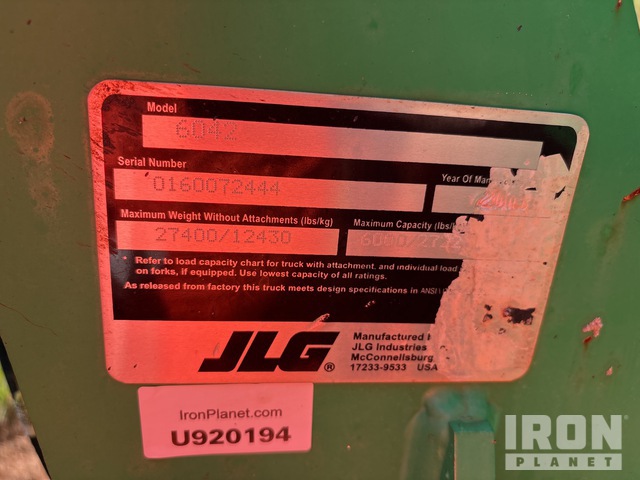 Model
6042
Serial Number
0160072444
Year Of
Maximum Weight Without Attachments (lbs/kg)
27400/12430
Maximum Capacity
* Refer to load capacity chart for truck with attachment, and individual load
on forks, if equipped. Use lowest capacity of all ratings.
As released from factory this truck meets design specifications in ANSI
JLG®
Manufactured
JLG Industries
McConnellsburg
17233-9533 USA
IronPlanet.com
U920194
IRON
PLANET